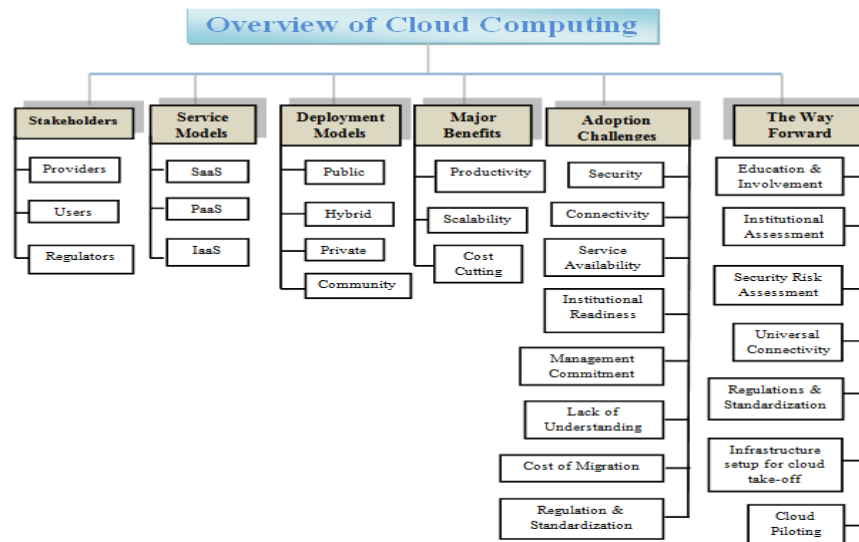 Overview of Cloud Computing
Stakeholders
Providers
Users
Regulators
Service
Models
SaaS
PaaS
IaaS
Deployment
Models
Public
Hybrid
Private
Community
Major
Benefits
Productivity
Scalability
Cost
Cutting
Adoption
Challenges
Security
Connectivity
Service
Availability
Institutional
Readiness
Management
Commitment
Lack of
Understanding
Cost of Migration
Regulation &
Standardization
The Way
Forward
Education &
Involvement
Institutional
Assessment
Security Risk
Assessment
Universal
Connectivity
Regulations &
Standardization
Infrastructure
setup for cloud
take-off
Cloud
Piloting